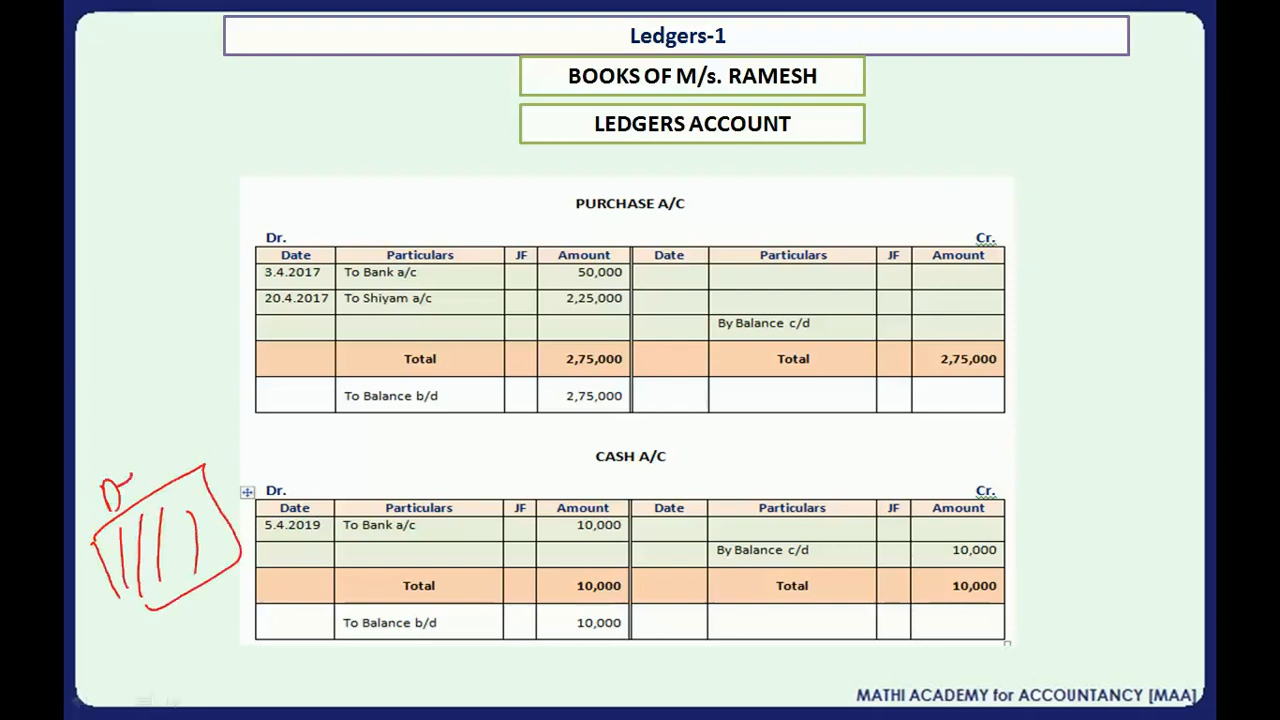 Ledgers-1
BOOKS OF M/s. RAMESH
LEDGERS ACCOUNT
PURCHASE A/C
Dr. Cr.
Date Particulars JF Amount Date Particulars JF Amount
3.4.2017 To Bank a/c 50,000
20.4.2017 To Shiyam a/c 2,25,000
By Balance c/d
Total 2,75,000 Total 2,75,000
To Balance b/d 2,75,000
CASH A/C
Dr. Cr.
Date Particulars JF Amount Date Particulars JF Amount
5.4.2019 To Bank a/c 10,000
By Balance c/d 10,000
Total 10,000 Total 10,000
To Balance b/d 10,000
MATHI ACADEMY for ACCOUNTANCY [MAA]